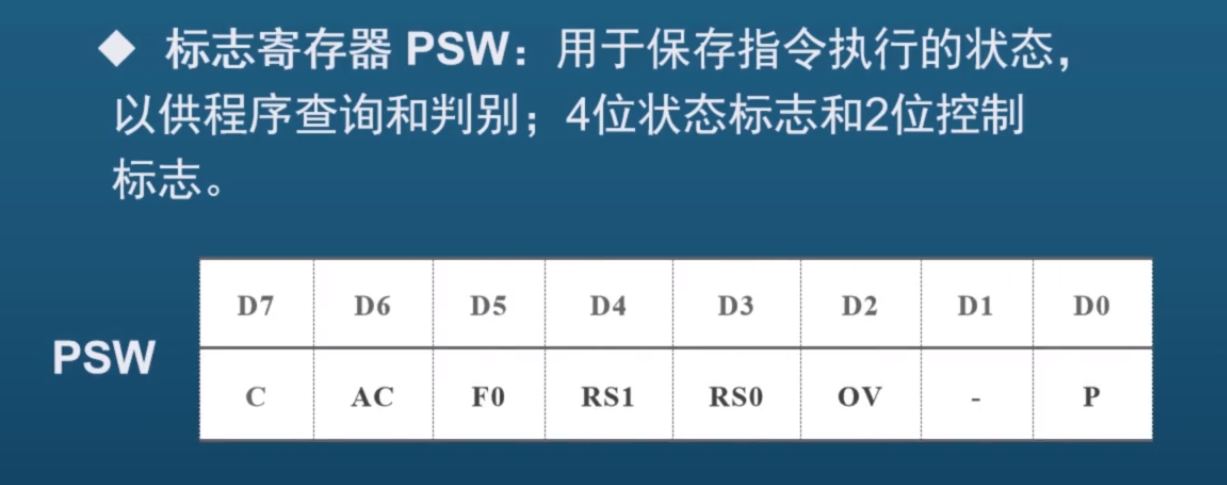 ◆ 标志寄存器 PSW：用于保存指令执行的状态，
以供程序查询和判别；4位状态标志和2位控制
标志。
D7 D6 D5 D4 D3 D2 D1 D0
PSW
C AC F0 RS1 RS0 OV - P